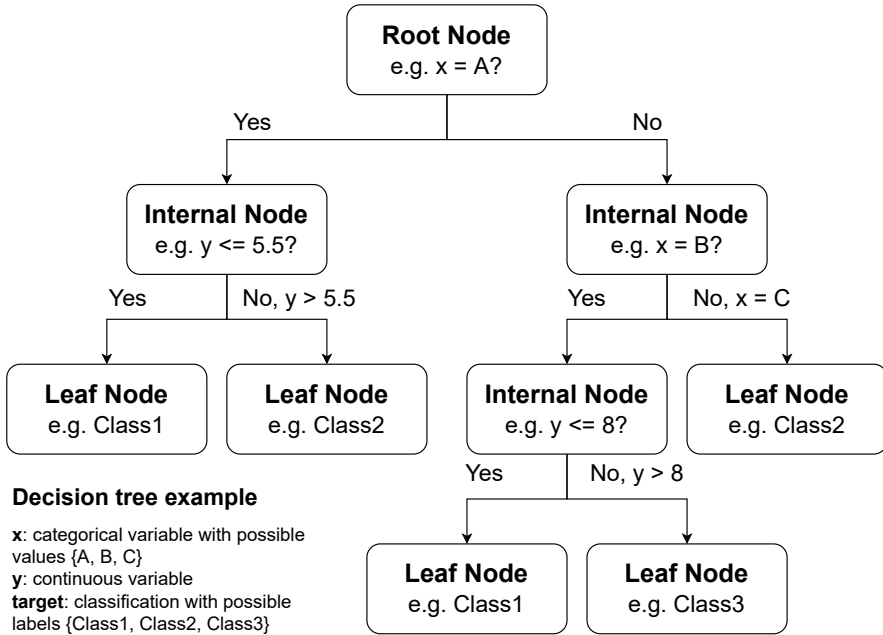 Root Node
e.g. x = A?
Yes
No
Internal Node
e.g. y <= 5.5?
Internal Node
e.g. x = B?
Yes
No, y > 5.5
Yes
No, x = C
Leaf Node
e.g. Class1
Leaf Node
e.g. Class2
Internal Node
e.g. y <= 8?
Leaf Node
e.g. Class2
Yes
No, y > 8
Leaf Node
e.g. Class1
Leaf Node
e.g. Class3
Decision tree example
x: categorical variable with possible
values {A, B, C}
y: continuous variable
target: classification with possible
labels {Class1, Class2, Class3}